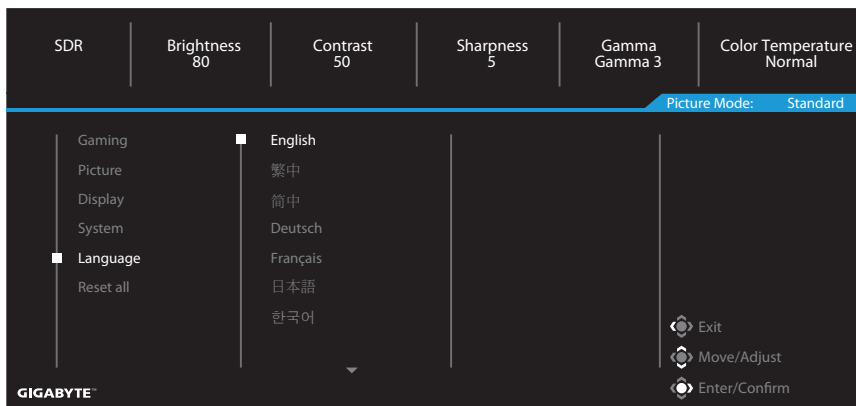 SDR
Brightness
80
Contrast
50
Sharpness
5
Gamma
Gamma 3
Color Temperature
Normal
Picture Mode: Standard
Gaming
Picture
Display
System
Language
Reset all
English
繁中
简中
Deutsch
Français
日本語
한국어
Exit
Move/Adjust
Enter/Confirm
GIGABYTE™